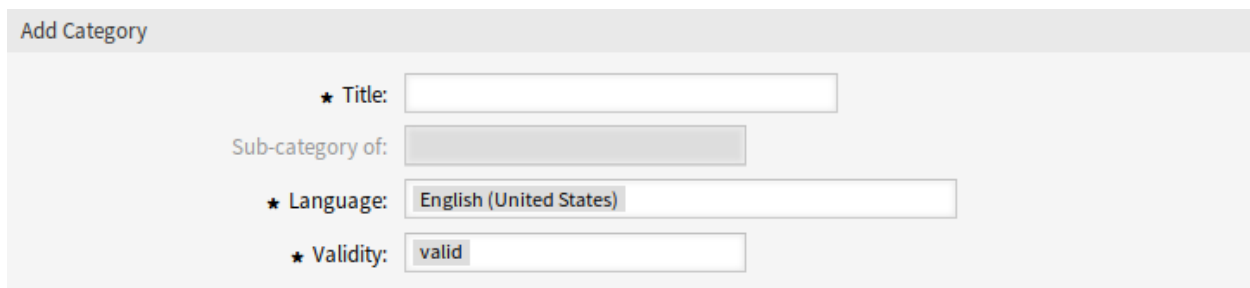 Add Category
★ Title:
Sub-category of:
★ Language: English (United States)
★ Validity: valid